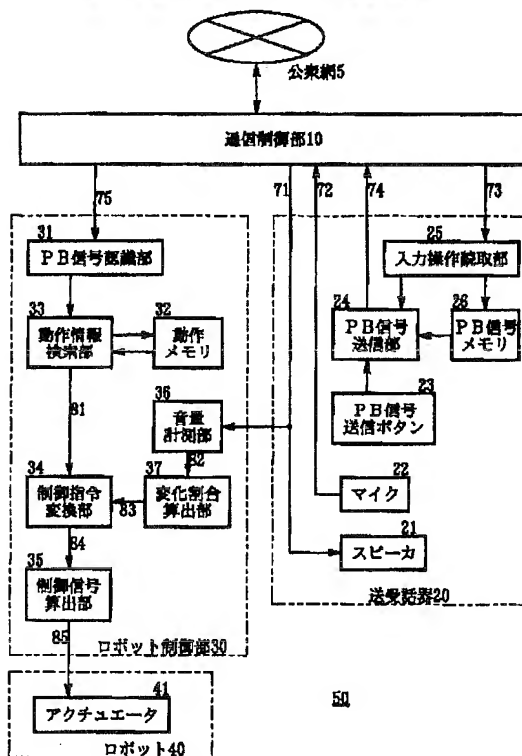 公衆網5
通信制御部10
75
71
72
74
73
31
PB信号認識部
33
動作情報
検索部
32
動作
メモリ
81
36
音量
計測部
82
34
制御指令
変換部
83
37
変化割合
算出部
84
35
制御信号
算出部
85
ロボット制御部30
41
アクチュエータ
ロボット40
25
入力操作読取部
24
PB信号
送信部
26
PB信号
メモリ
23
PB信号
送信ボタン
22
マイク
21
スピーカ
送受話器20
50